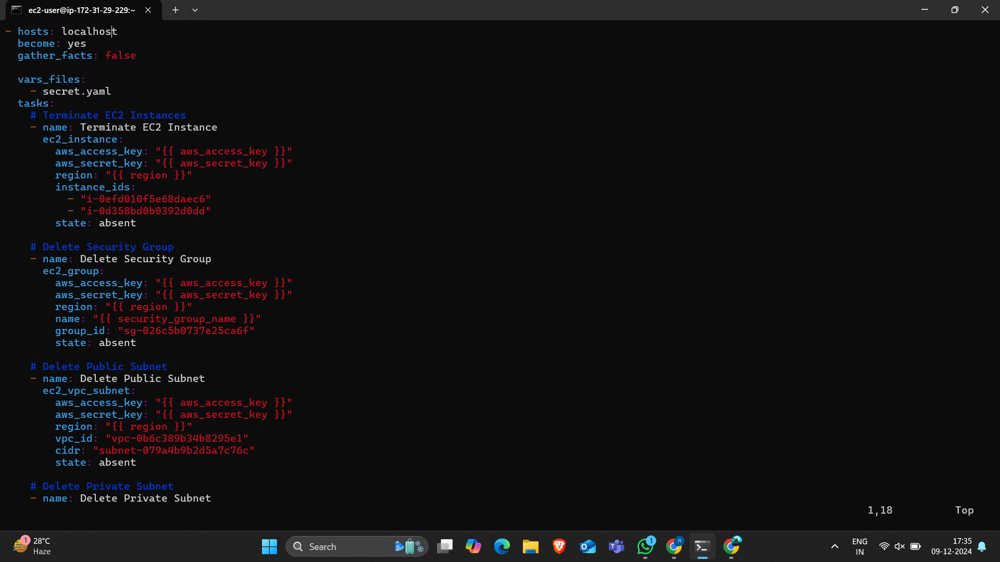 ec2-user@ip-172-31-29-229:~
- hosts: localhost
  become: yes
  gather_facts: false

  vars_files:
    - secret.yaml
  tasks:
    # Terminate EC2 Instances
    - name: Terminate EC2 Instance
      ec2_instance:
        aws_access_key: "{{ aws_access_key }}"
        aws_secret_key: "{{ aws_secret_key }}"
        region: "{{ region }}"
        instance_ids:
          - "i-0efd010f5e68daec6"
          - "i-0d358bd0b0392d0dd"
        state: absent

    # Delete Security Group
    - name: Delete Security Group
      ec2_group:
        aws_access_key: "{{ aws_access_key }}"
        aws_secret_key: "{{ aws_secret_key }}"
        region: "{{ region }}"
        name: "{{ security_group_name }}"
        group_id: "sg-026c5b0737e25ca6f"
        state: absent

    # Delete Public Subnet
    - name: Delete Public Subnet
      ec2_vpc_subnet:
        aws_access_key: "{{ aws_access_key }}"
        aws_secret_key: "{{ aws_secret_key }}"
        region: "{{ region }}"
        vpc_id: "vpc-0b6c389b34b8295e1"
        cidr: "subnet-079a4b9b2d5a7c76c"
        state: absent

    # Delete Private Subnet
    - name: Delete Private Subnet
1,18 Top
1
28°C
Haze
Search
1
n
ENG
IN
17:35
09-12-2024